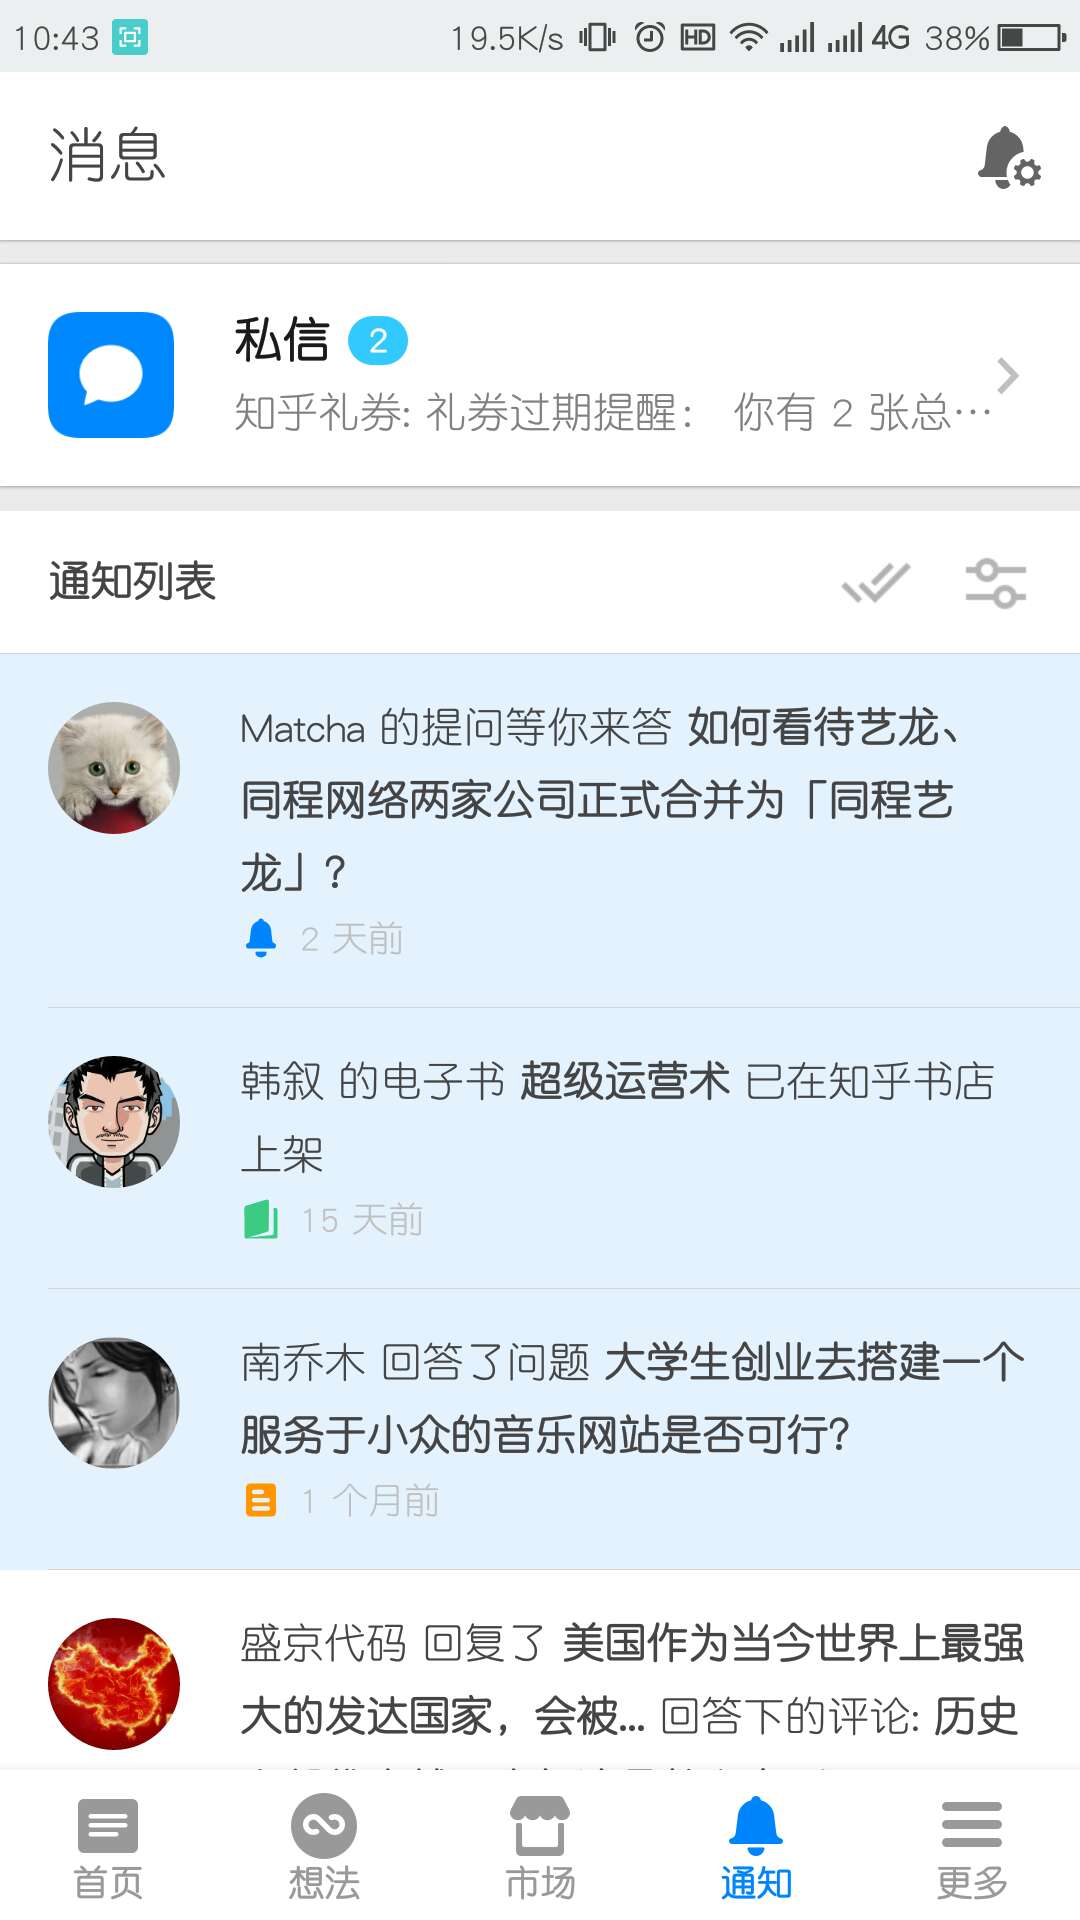 10:43 19.5K/s HD 4G 38%
消息
私信 2
知乎礼券: 礼券过期提醒： 你有 2 张总…
通知列表
Matcha 的提问等你来答 如何看待艺龙、
同程网络两家公司正式合并为「同程艺
龙」?
2 天前
韩叙 的电子书 超级运营术 已在知乎书店
上架
15 天前
南乔木 回答了问题 大学生创业去搭建一个
服务于小众的音乐网站是否可行?
1 个月前
盛京代码 回复了 美国作为当今世界上最强
大的发达国家，会被... 回答下的评论: 历史
首页 想法 市场 通知 更多